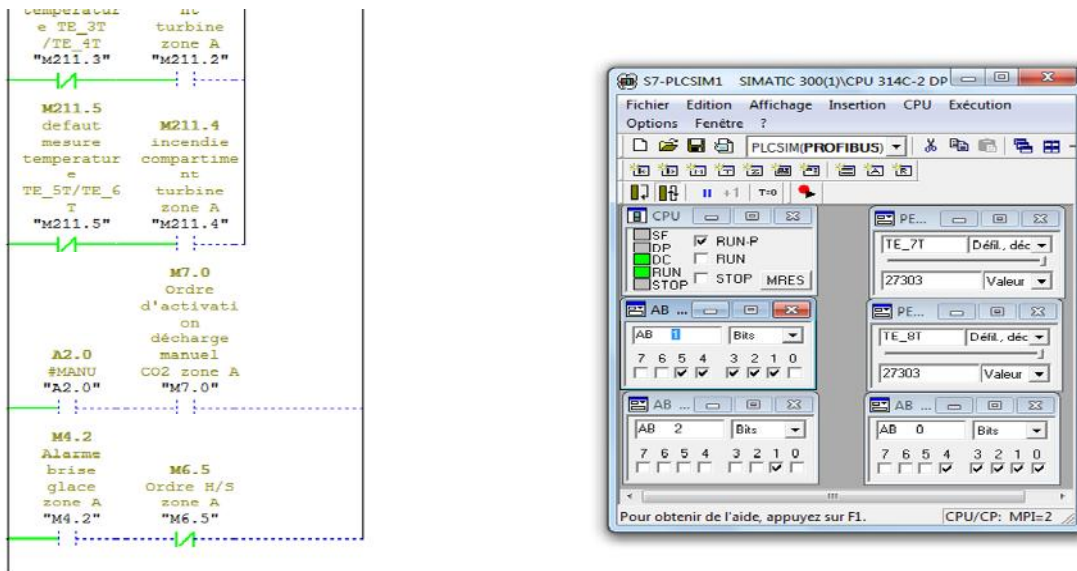 temperatur nt
e TE_3T turbine
/TE_4T zone A
"M211.3" "M211.2"
M211.5
defaut M211.4
mesure incendie
temperatur compartime
e nt
TE_5T/TE_6 turbine
T zone A
"M211.5" "M211.4"
M7.0
Ordre
d'activati
on
décharge
A2.0 manuel
#MANU CO2 zone A
"A2.0" "M7.0"
M4.2
Alarme
brise M6.5
glace Ordre H/S
zone A zone A
"M4.2" "M6.5"
S7-PLCSIM1 SIMATIC 300(1)\CPU 314C-2 DP
Fichier Edition Affichage Insertion CPU Exécution
Options Fenêtre ?
PLCSIM(PROFIBUS)
+1 T=0
CPU
SF
DP
DC
RUN
STOP
RUN-P
RUN
STOP MRES
PE...
TE_7T Défil., déc
27303 Valeur
AB ...
AB 1 Bits
7 6 5 4 3 2 1 0
PE...
TE_8T Défil., déc
27303 Valeur
AB ...
AB 2 Bits
7 6 5 4 3 2 1 0
AB ...
AB 0 Bits
7 6 5 4 3 2 1 0
Pour obtenir de l'aide, appuyez sur F1. CPU/CP: MPI=2